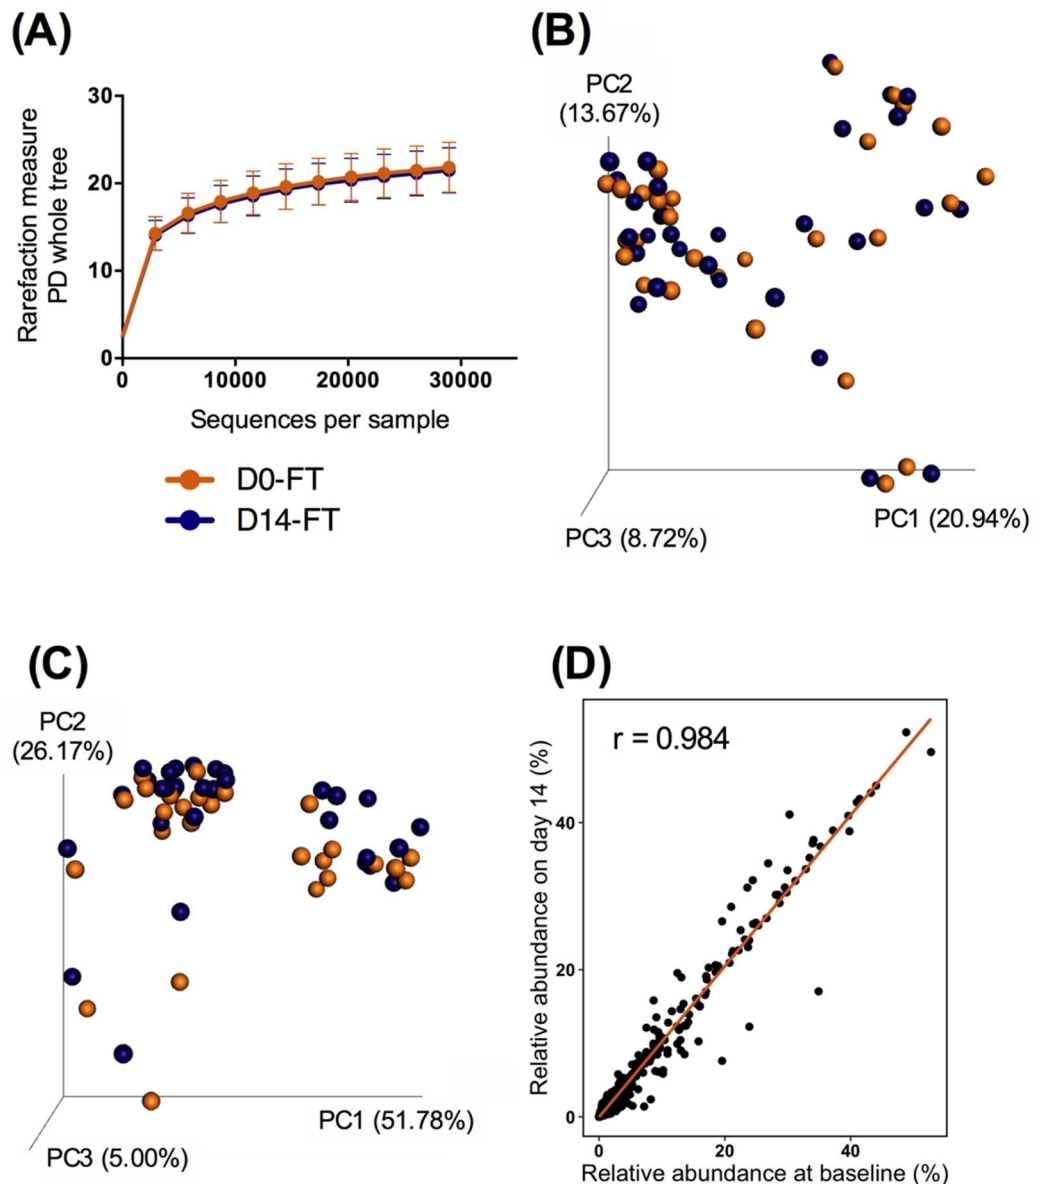 (A)
Rarefaction measure
PD whole tree
30
20
10
0
0 10000 20000 30000
Sequences per sample
D0-FT
D14-FT
(B)
PC2
(13.67%)
PC1 (20.94%)
PC3 (8.72%)
(C)
PC2
(26.17%)
PC1 (51.78%)
PC3 (5.00%)
(D)
r = 0.984
Relative abundance on day 14 (%)
40
20
0
0 20 40
Relative abundance at baseline (%)